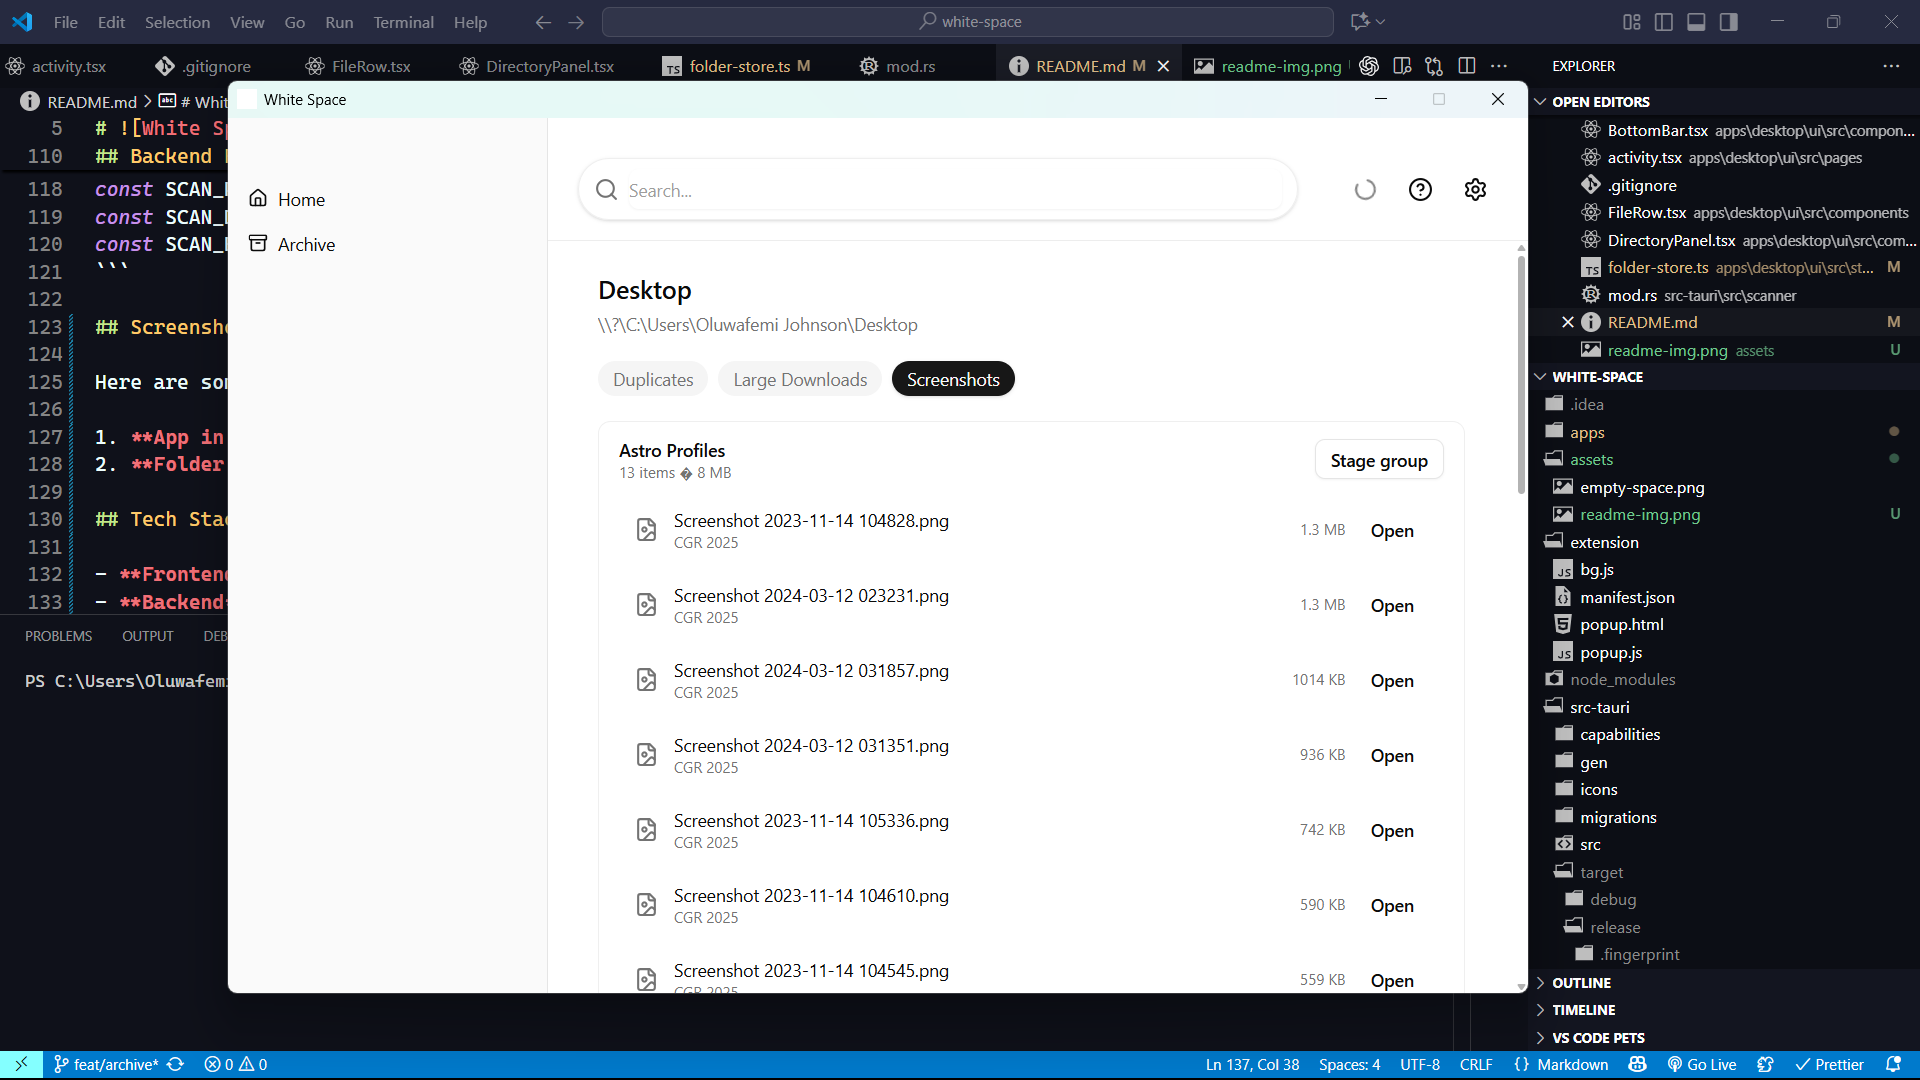 File Edit Selection View Go Run Terminal Help
white-space
activity.tsx .gitignore FileRow.tsx DirectoryPanel.tsx folder-store.ts M mod.rs README.md M readme-img.png
README.md > # Whit
5 # ![White Sp
110 ## Backend
118 const SCAN_
119 const SCAN_
120 const SCAN_
121 ```
122
123 ## Screensho
124
125 Here are som
126
127 1. **App in
128 2. **Folder
129
130 ## Tech Stac
131
132 - **Frontend
133 - **Backend
PROBLEMS OUTPUT DEB
PS C:\Users\Oluwafemi
White Space
Home
Archive
Search...
Desktop
\\?\C:\Users\Oluwafemi Johnson\Desktop
Duplicates Large Downloads Screenshots
Astro Profiles
13 items � 8 MB
Stage group
Screenshot 2023-11-14 104828.png
CGR 2025
1.3 MB Open
Screenshot 2024-03-12 023231.png
CGR 2025
1.3 MB Open
Screenshot 2024-03-12 031857.png
CGR 2025
1014 KB Open
Screenshot 2024-03-12 031351.png
CGR 2025
936 KB Open
Screenshot 2023-11-14 105336.png
CGR 2025
742 KB Open
Screenshot 2023-11-14 104610.png
CGR 2025
590 KB Open
Screenshot 2023-11-14 104545.png
CGR 2025
559 KB Open
EXPLORER
OPEN EDITORS
BottomBar.tsx apps\desktop\ui\src\compon...
activity.tsx apps\desktop\ui\src\pages
.gitignore
FileRow.tsx apps\desktop\ui\src\components
DirectoryPanel.tsx apps\desktop\ui\src\com...
folder-store.ts apps\desktop\ui\src\st... M
mod.rs src-tauri\src\scanner
README.md M
readme-img.png assets U
WHITE-SPACE
.idea
apps
assets
empty-space.png
readme-img.png U
extension
bg.js
manifest.json
popup.html
popup.js
node_modules
src-tauri
capabilities
gen
icons
migrations
src
target
debug
release
.fingerprint
OUTLINE
TIMELINE
VS CODE PETS
feat/archive* 0 0
Ln 137, Col 38 Spaces: 4 UTF-8 CRLF {} Markdown Go Live Prettier